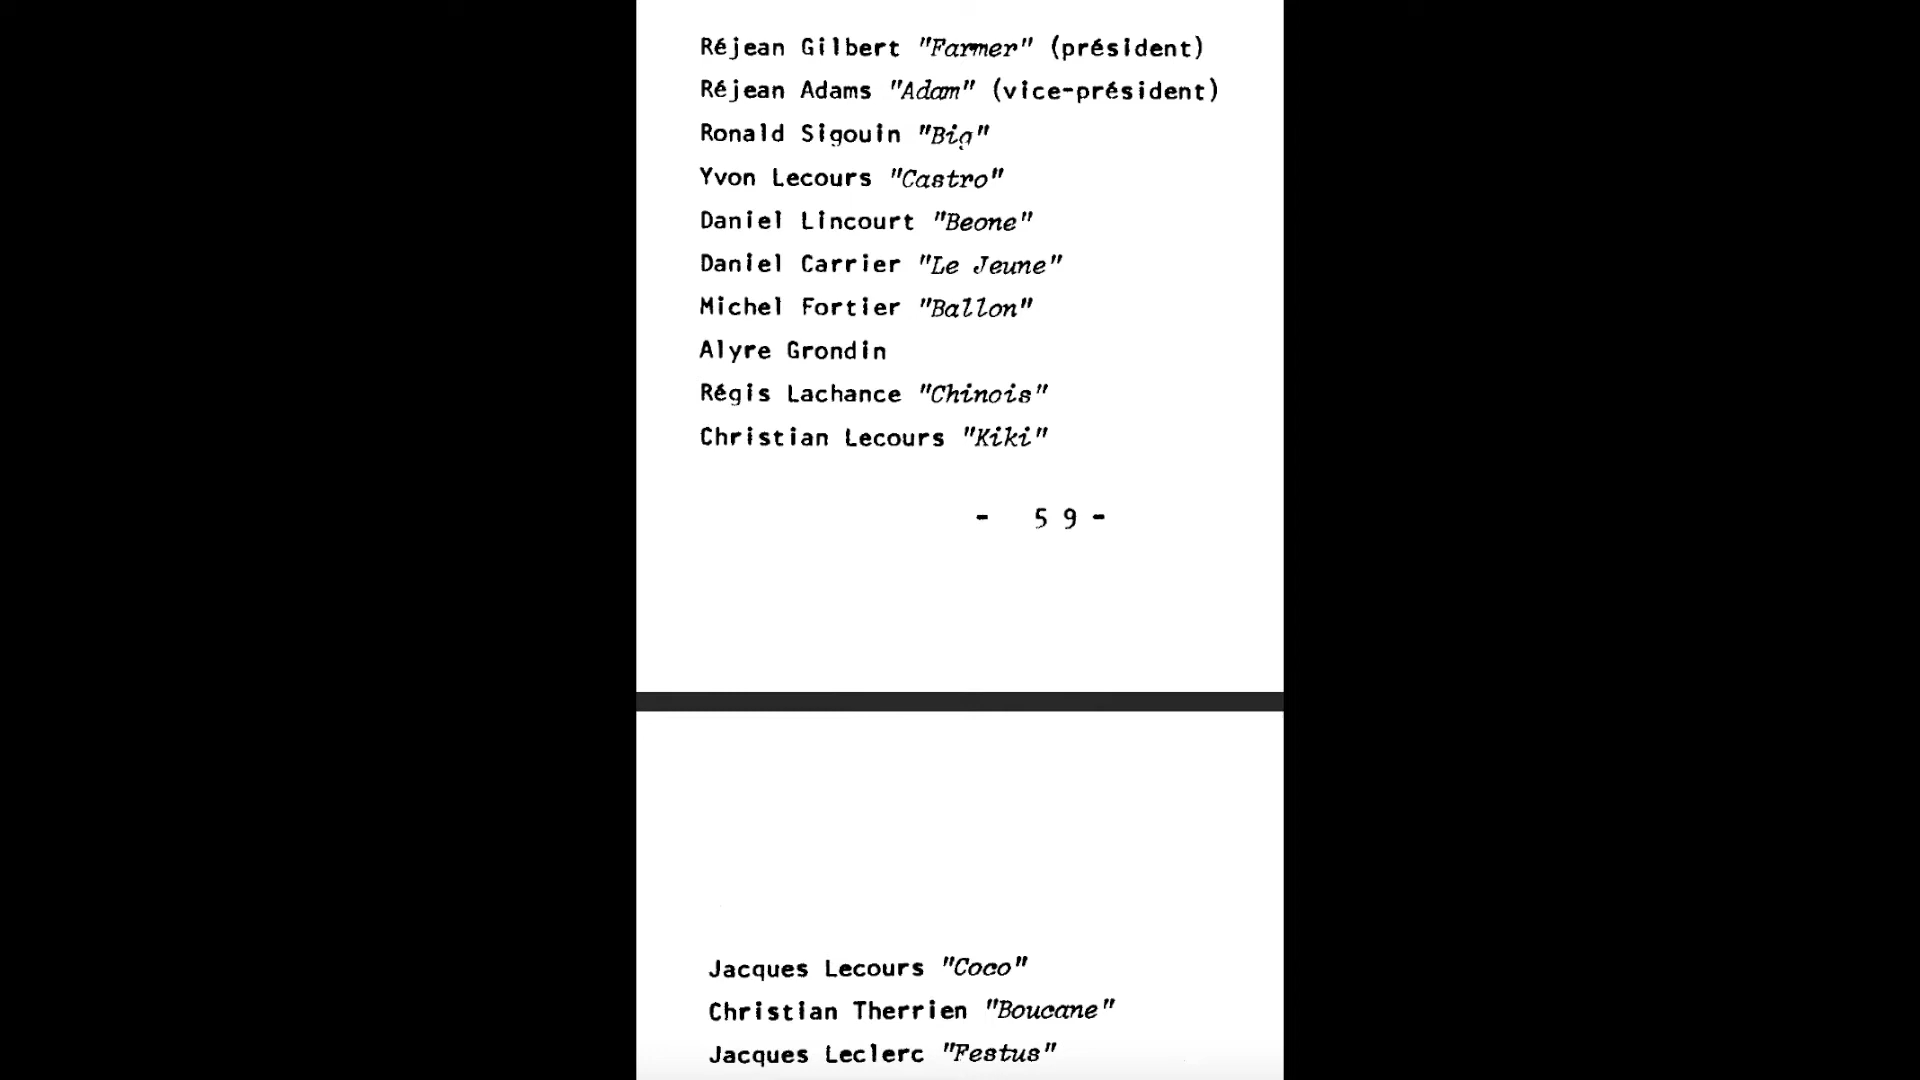 Réjean Gilbert "Farmer" (président)
Réjean Adams "Adam" (vice-président)
Ronald Sigouin "Big"
Yvon Lecours "Castro"
Daniel Lincourt "Beone"
Daniel Carrier "Le Jeune"
Michel Fortier "Ballon"
Alyre Grondin
Régis Lachance "Chinois"
Christian Lecours "Kiki"
- 59-
Jacques Lecours "Coco"
Christian Therrien "Boucane"
Jacques Leclerc "Festus"